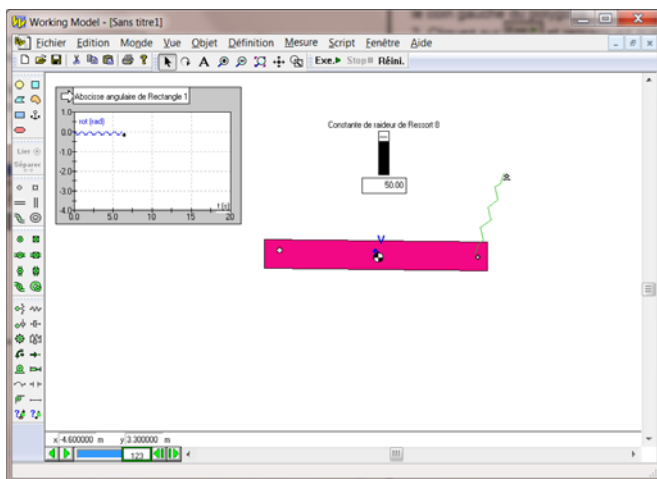 Working Model - [Sans titre1]
Fichier Edition Monde Vue Objet Définition Mesure Script Fenêtre Aide
A Exe. Stop Réini.
Abscisse angulaire de Rectangle 1
rot (rad)
1.0
0.0
-1.0
-2.0
-3.0
-4.0
0.0 5.0 10 15 20
t (s)
Constante de raideur de Ressort 8
50.00
V
Lier
Séparer
x -4.600000 m y 3.300000 m
123